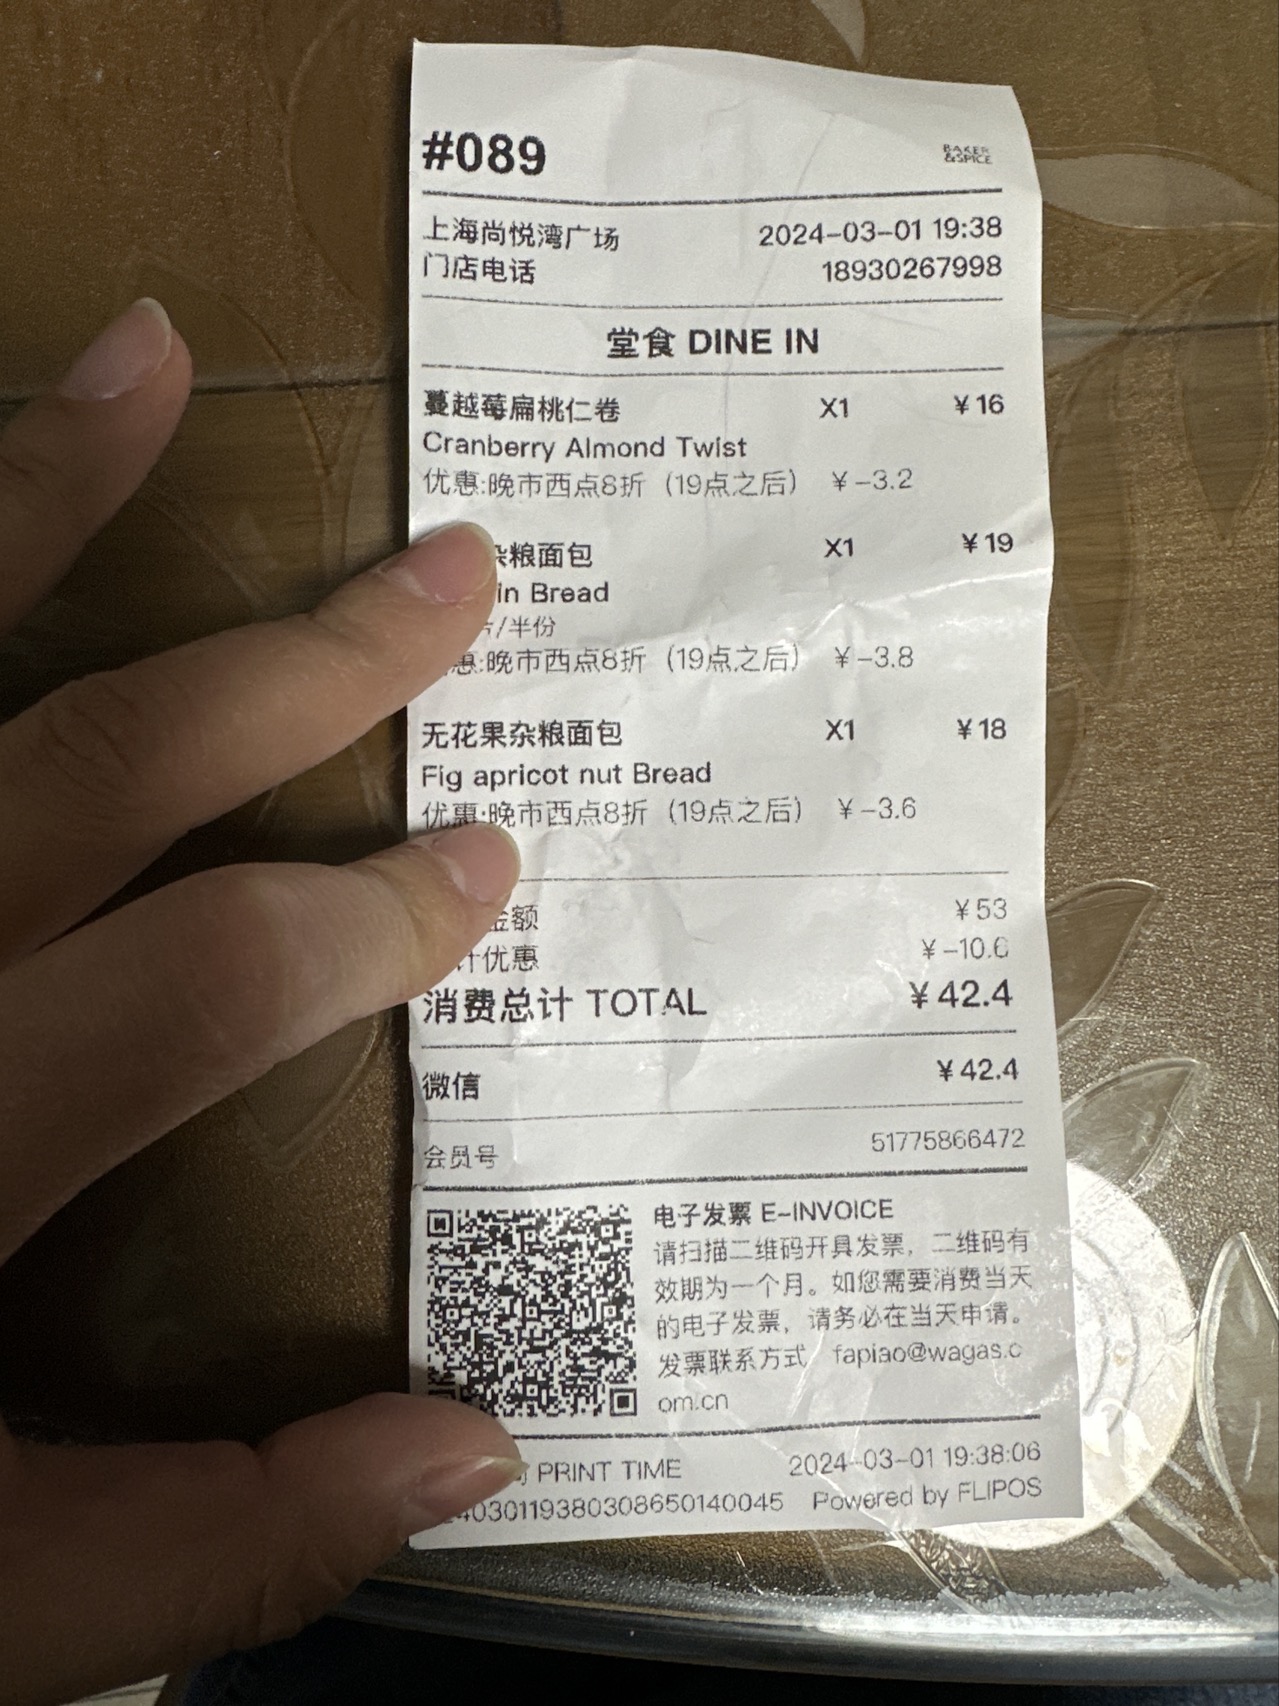 #089
BAKER
&SPICE
上海尚悦湾广场 2024-03-01 19:38
门店电话 18930267998
堂食 DINE IN
蔓越莓扁桃仁卷 X1 ¥16
Cranberry Almond Twist
优惠:晚市西点8折（19点之后） ¥-3.2
杂粮面包 X1 ¥19
in Bread
/半份
惠:晚市西点8折（19点之后） ¥-3.8
无花果杂粮面包 X1 ¥18
Fig apricot nut Bread
优惠:晚市西点8折（19点之后） ¥-3.6
金额 ¥53
计优惠 ¥-10.6
消费总计 TOTAL ¥42.4
微信 ¥42.4
会员号 51775866472
电子发票 E-INVOICE
请扫描二维码开具发票，二维码有
效期为一个月。如您需要消费当天
的电子发票，请务必在当天申请。
发票联系方式 fapiao@wagas.c
om.cn
PRINT TIME 2024-03-01 19:38:06
4030119380308650140045 Powered by FLIPOS